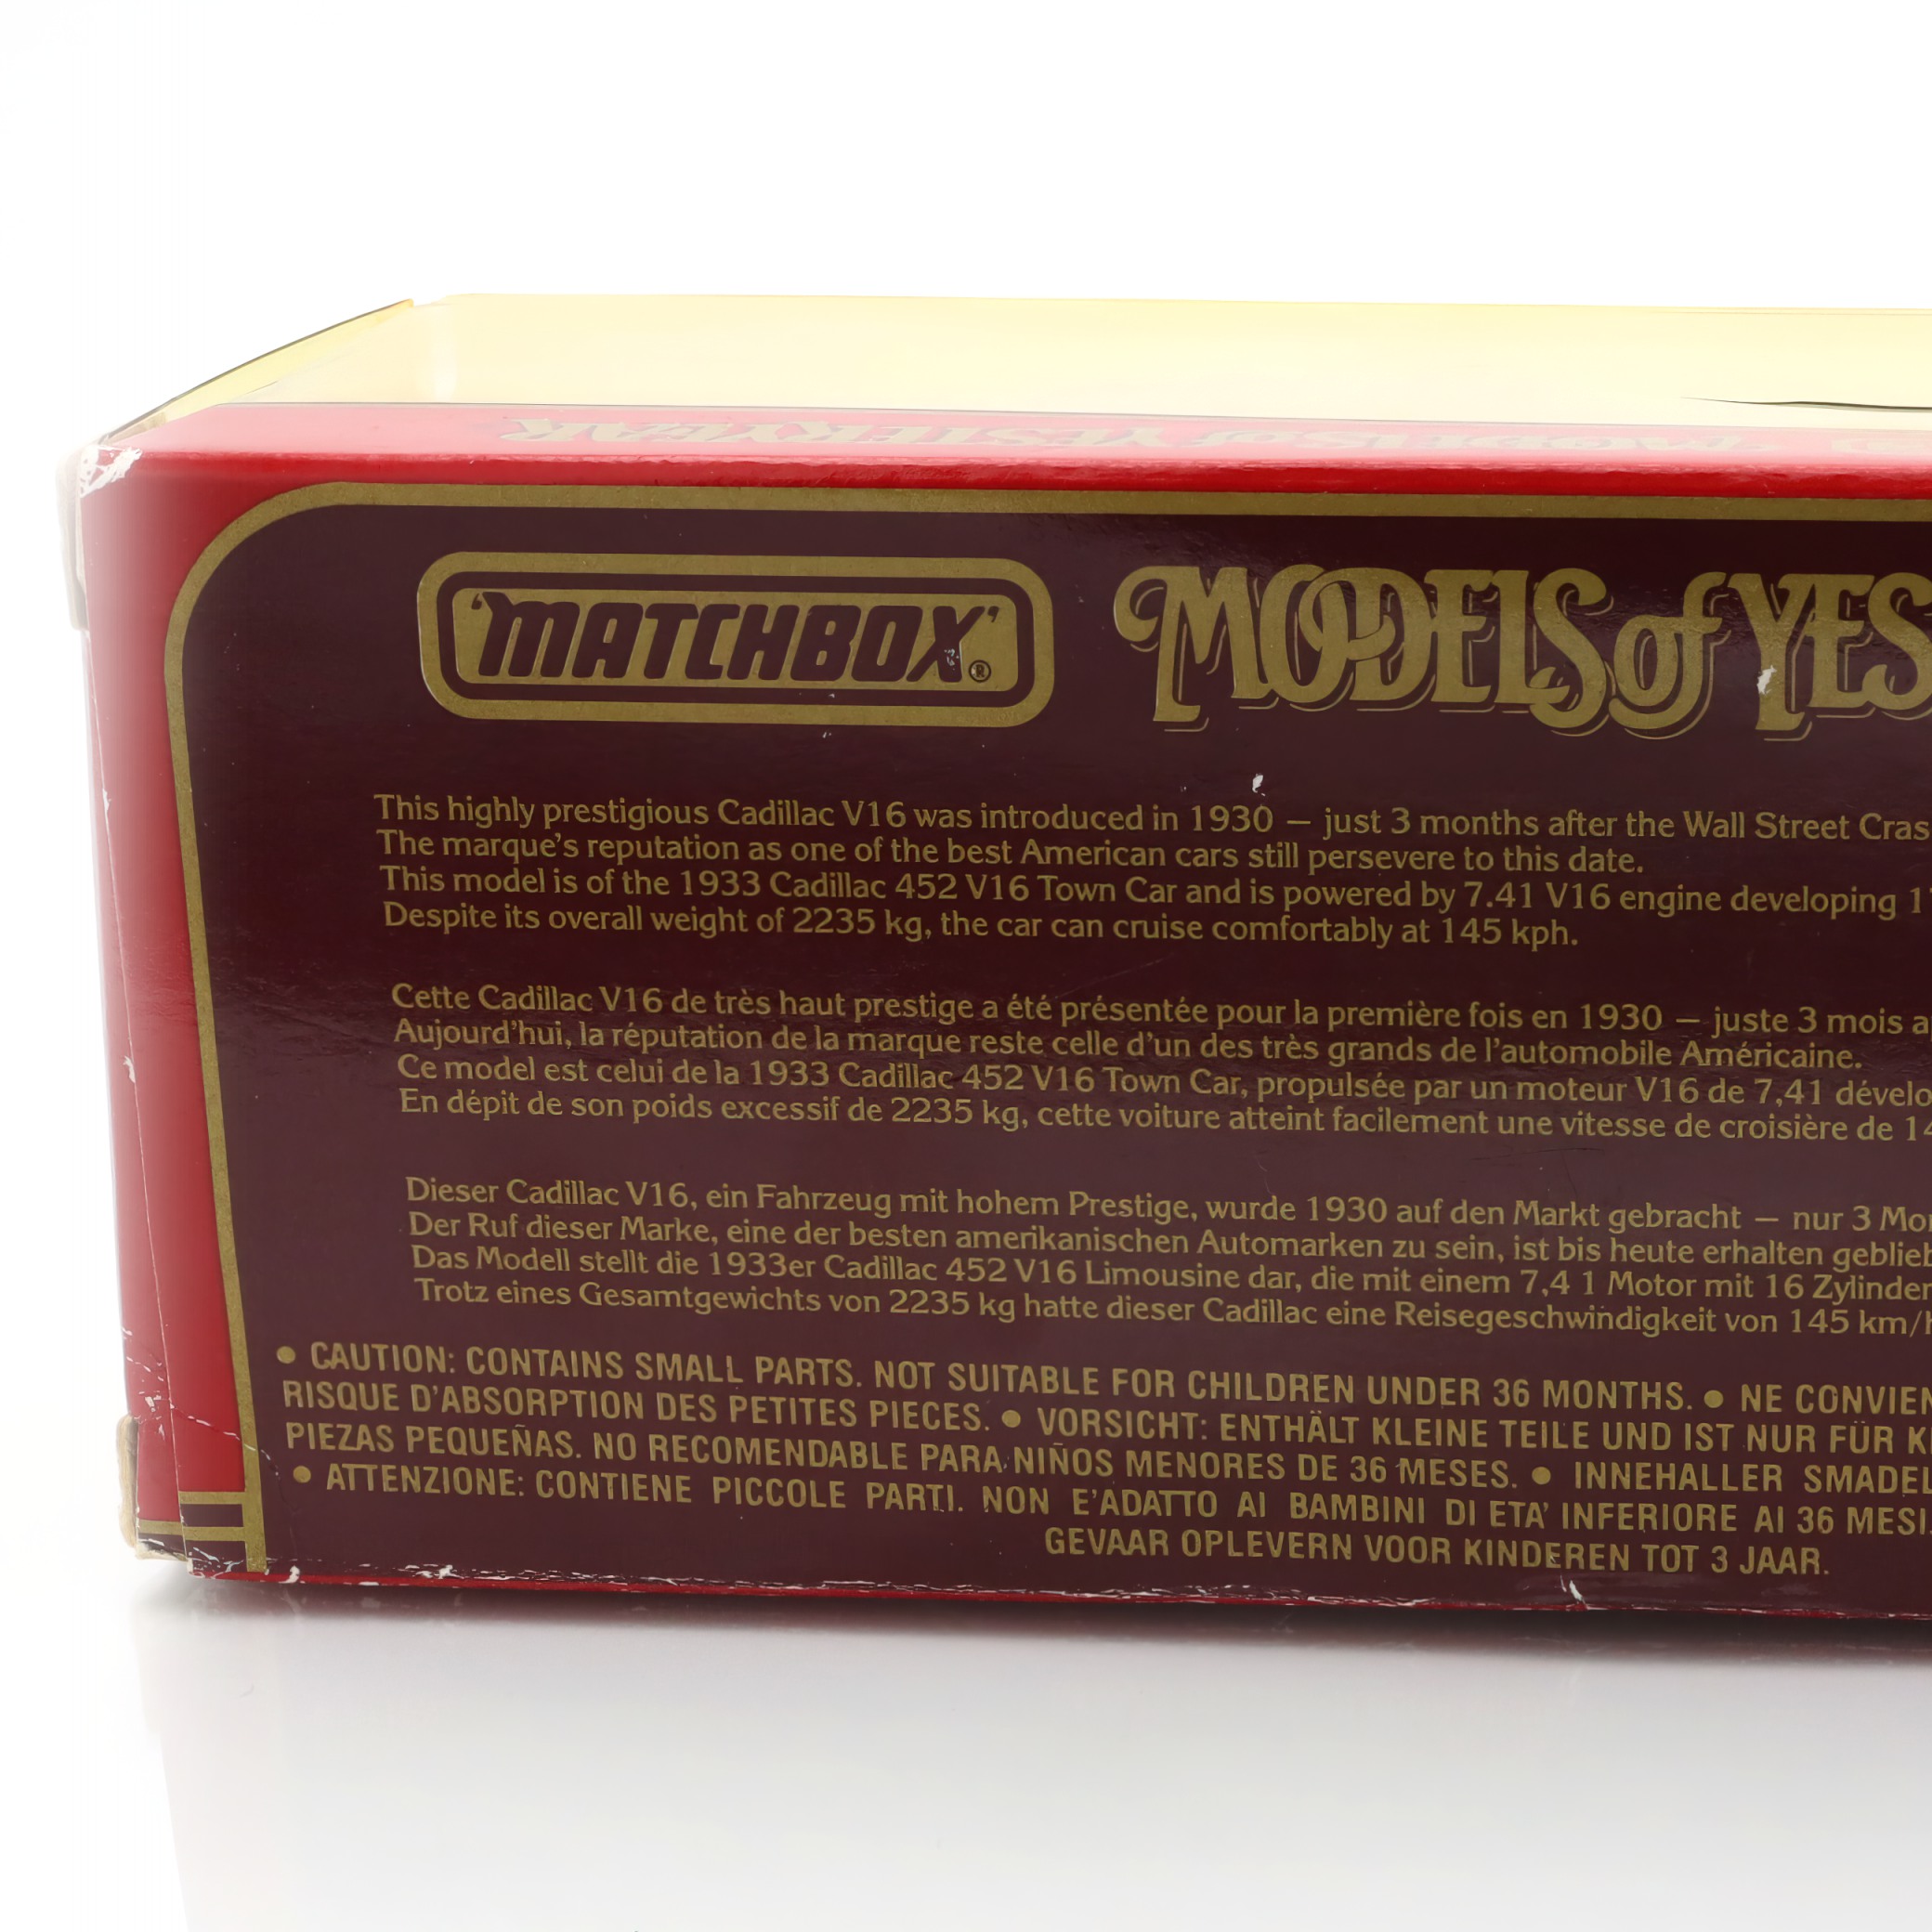 MODELS of YESTERYEAR
'MATCHBOX'®
MODELS of YES
This highly prestigious Cadillac V16 was introduced in 1930 – just 3 months after the Wall Street Cras
The marque's reputation as one of the best American cars still persevere to this date.
This model is of the 1933 Cadillac 452 V16 Town Car and is powered by 7.41 V16 engine developing 1
Despite its overall weight of 2235 kg, the car can cruise comfortably at 145 kph.
Cette Cadillac V16 de très haut prestige a été présentée pour la première fois en 1930 – juste 3 mois a
Aujourd'hui, la réputation de la marque reste celle d'un des très grands de l'automobile Américaine.
Ce model est celui de la 1933 Cadillac 452 V16 Town Car, propulsée par un moteur V16 de 7,41 dévelo
En dépit de son poids excessif de 2235 kg, cette voiture atteint facilement une vitesse de croisière de 14
Dieser Cadillac V16, ein Fahrzeug mit hohem Prestige, wurde 1930 auf den Markt gebracht – nur 3 Mo
Der Ruf dieser Marke, eine der besten amerikanischen Automarken zu sein, ist bis heute erhalten geblieb
Das Modell stellt die 1933er Cadillac 452 V16 Limousine dar, die mit einem 7,4 1 Motor mit 16 Zylinder
Trotz eines Gesamtgewichts von 2235 kg hatte dieser Cadillac eine Reisegeschwindigkeit von 145 km/h
● CAUTION: CONTAINS SMALL PARTS. NOT SUITABLE FOR CHILDREN UNDER 36 MONTHS. ● NE CONVIEN
RISQUE D'ABSORPTION DES PETITES PIECES. ● VORSICHT: ENTHÄLT KLEINE TEILE UND IST NUR FÜR K
PIEZAS PEQUEÑAS. NO RECOMENDABLE PARA NIÑOS MENORES DE 36 MESES. ● INNEHALLER SMADEL
● ATTENZIONE: CONTIENE PICCOLE PARTI. NON E'ADATTO AI BAMBINI DI ETA' INFERIORE AI 36 MESI.
GEVAAR OPLEVERN VOOR KINDEREN TOT 3 JAAR.